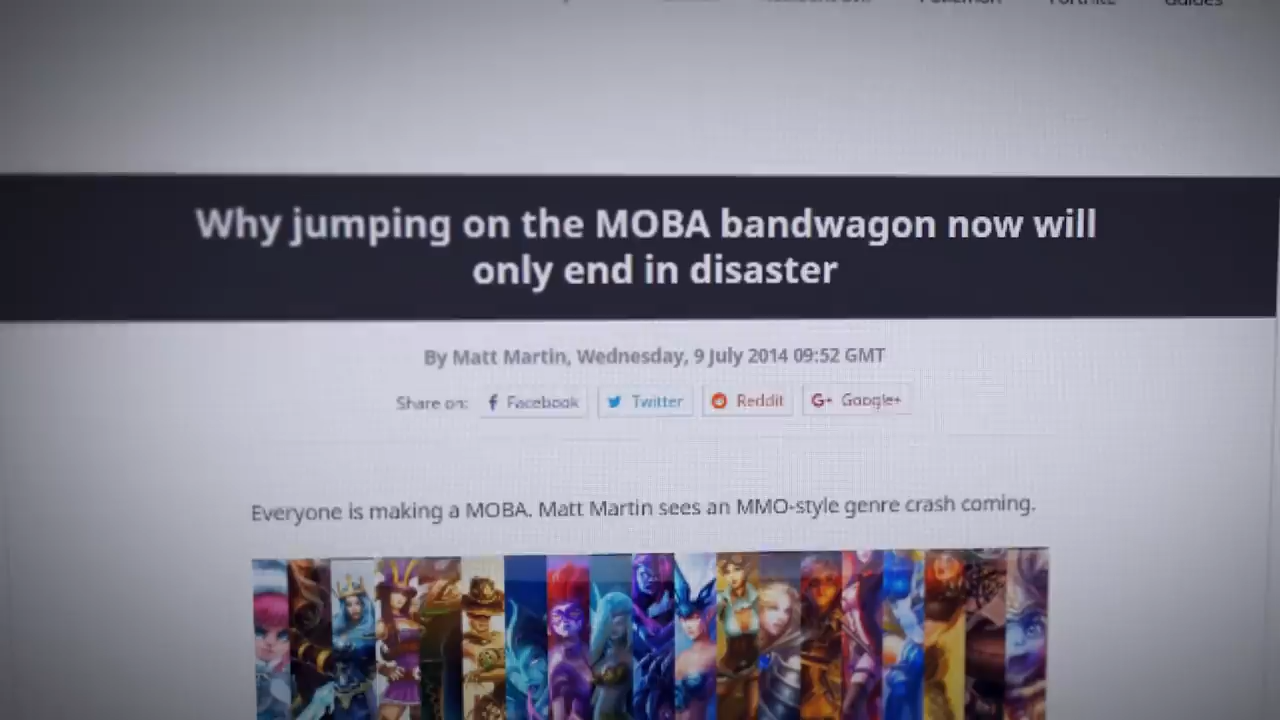 Fortnite Guides
Why jumping on the MOBA bandwagon now will
only end in disaster
By Matt Martin, Wednesday, 9 July 2014 09:52 GMT
Share on: Facebook Twitter Reddit G+ Google+
Everyone is making a MOBA. Matt Martin sees an MMO-style genre crash coming.